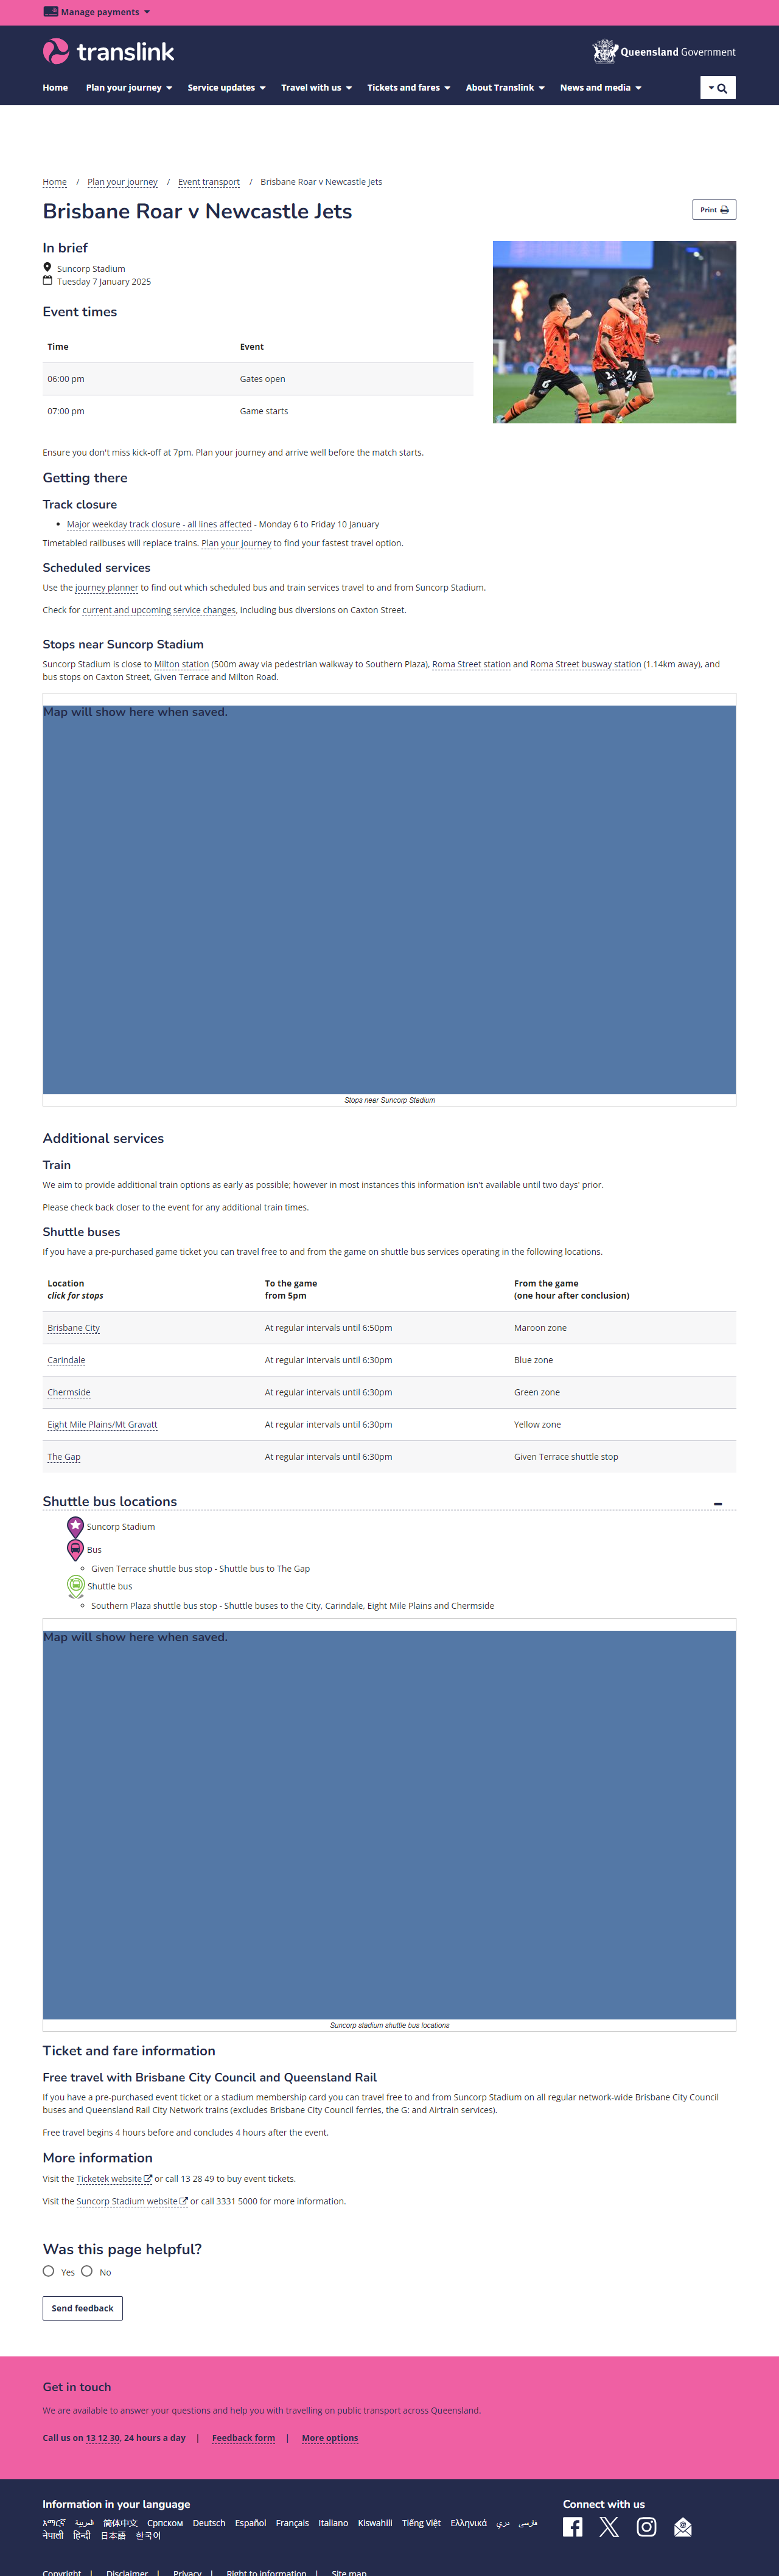 Manage payments
translink
Queensland Government
Home Plan your journey Service updates Travel with us Tickets and fares About Translink News and media
Home / Plan your journey / Event transport / Brisbane Roar v Newcastle Jets
Brisbane Roar v Newcastle Jets
Print
In brief
Suncorp Stadium
Tuesday 7 January 2025
Event times
Time Event
06:00 pm Gates open
07:00 pm Game starts
6 26
Ensure you don't miss kick-off at 7pm. Plan your journey and arrive well before the match starts.
Getting there
Track closure
• Major weekday track closure - all lines affected - Monday 6 to Friday 10 January
Timetabled railbuses will replace trains. Plan your journey to find your fastest travel option.
Scheduled services
Use the journey planner to find out which scheduled bus and train services travel to and from Suncorp Stadium.
Check for current and upcoming service changes, including bus diversions on Caxton Street.
Stops near Suncorp Stadium
Suncorp Stadium is close to Milton station (500m away via pedestrian walkway to Southern Plaza), Roma Street station and Roma Street busway station (1.14km away), and
bus stops on Caxton Street, Given Terrace and Milton Road.
Map will show here when saved.
Stops near Suncorp Stadium
Additional services
Train
We aim to provide additional train options as early as possible; however in most instances this information isn't available until two days' prior.
Please check back closer to the event for any additional train times.
Shuttle buses
If you have a pre-purchased game ticket you can travel free to and from the game on shuttle bus services operating in the following locations.
Location To the game From the game
click for stops from 5pm (one hour after conclusion)
Brisbane City At regular intervals until 6:50pm Maroon zone
Carindale At regular intervals until 6:30pm Blue zone
Chermside At regular intervals until 6:30pm Green zone
Eight Mile Plains/Mt Gravatt At regular intervals until 6:30pm Yellow zone
The Gap At regular intervals until 6:30pm Given Terrace shuttle stop
Shuttle bus locations
Suncorp Stadium
Bus
Given Terrace shuttle bus stop - Shuttle bus to The Gap
Shuttle bus
Southern Plaza shuttle bus stop - Shuttle buses to the City, Carindale, Eight Mile Plains and Chermside
Map will show here when saved.
Suncorp stadium shuttle bus locations
Ticket and fare information
Free travel with Brisbane City Council and Queensland Rail
If you have a pre-purchased event ticket or a stadium membership card you can travel free to and from Suncorp Stadium on all regular network-wide Brisbane City Council
buses and Queensland Rail City Network trains (excludes Brisbane City Council ferries, the G: and Airtrain services).
Free travel begins 4 hours before and concludes 4 hours after the event.
More information
Visit the Ticketek website or call 13 28 49 to buy event tickets.
Visit the Suncorp Stadium website or call 3331 5000 for more information.
Was this page helpful?
Yes No
Send feedback
Get in touch
We are available to answer your questions and help you with travelling on public transport across Queensland.
Call us on 13 12 30, 24 hours a day | Feedback form | More options
Information in your language Connect with us
አማርኛ العربية 简体中文 Српском Deutsch Español Français Italiano Kiswahili Tiếng Việt Ελληνικά دری فارسی
नेपाली हिन्दी 日本語 한국어
Copyright | Disclaimer | Privacy | Right to information | Site map